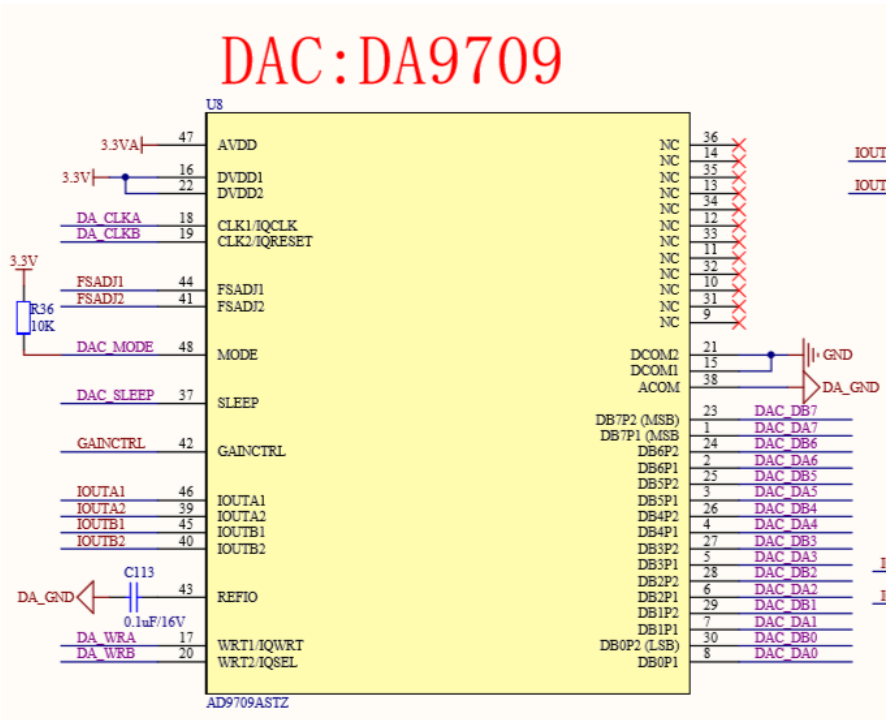 DAC:DA9709
U8
3.3VA 47 AVDD
3.3V 16 DVDD1
22 DVDD2
DA_CLKA 18 CLK1/IQCLK
DA_CLKB 19 CLK2/IQRESET
3.3V
R36
10K
FSADJ1 44 FSADJ1
FSADJ2 41 FSADJ2
DAC_MODE 48 MODE
DAC_SLEEP 37 SLEEP
GAINCTRL 42 GAINCTRL
IOUTA1 46 IOUTA1
IOUTA2 39 IOUTA2
IOUTB1 45 IOUTB1
IOUTB2 40 IOUTB2
C113
DA_GND 43 REFIO
0.1uF/16V
DA_WRA 17 WRT1/IQWRT
DA_WRB 20 WRT2/IQSEL
AD9709ASTZ
NC 36
NC 14
NC 35
NC 13
NC 34
NC 12
NC 33
NC 11
NC 32
NC 10
NC 31
NC 9
DCOM2 21 GND
DCOM1 15
ACOM 38 DA_GND
DB7P2 (MSB) 23 DAC_DB7
DB7P1 (MSB 1 DAC_DA7
DB6P2 24 DAC_DB6
DB6P1 2 DAC_DA6
DB5P2 25 DAC_DB5
DB5P1 3 DAC_DA5
DB4P2 26 DAC_DB4
DB4P1 4 DAC_DA4
DB3P2 27 DAC_DB3
DB3P1 5 DAC_DA3
DB2P2 28 DAC_DB2
DB2P1 6 DAC_DA2
DB1P2 29 DAC_DB1
DB1P1 7 DAC_DA1
DB0P2 (LSB) 30 DAC_DB0
DB0P1 8 DAC_DA0
IOUT
IOUT